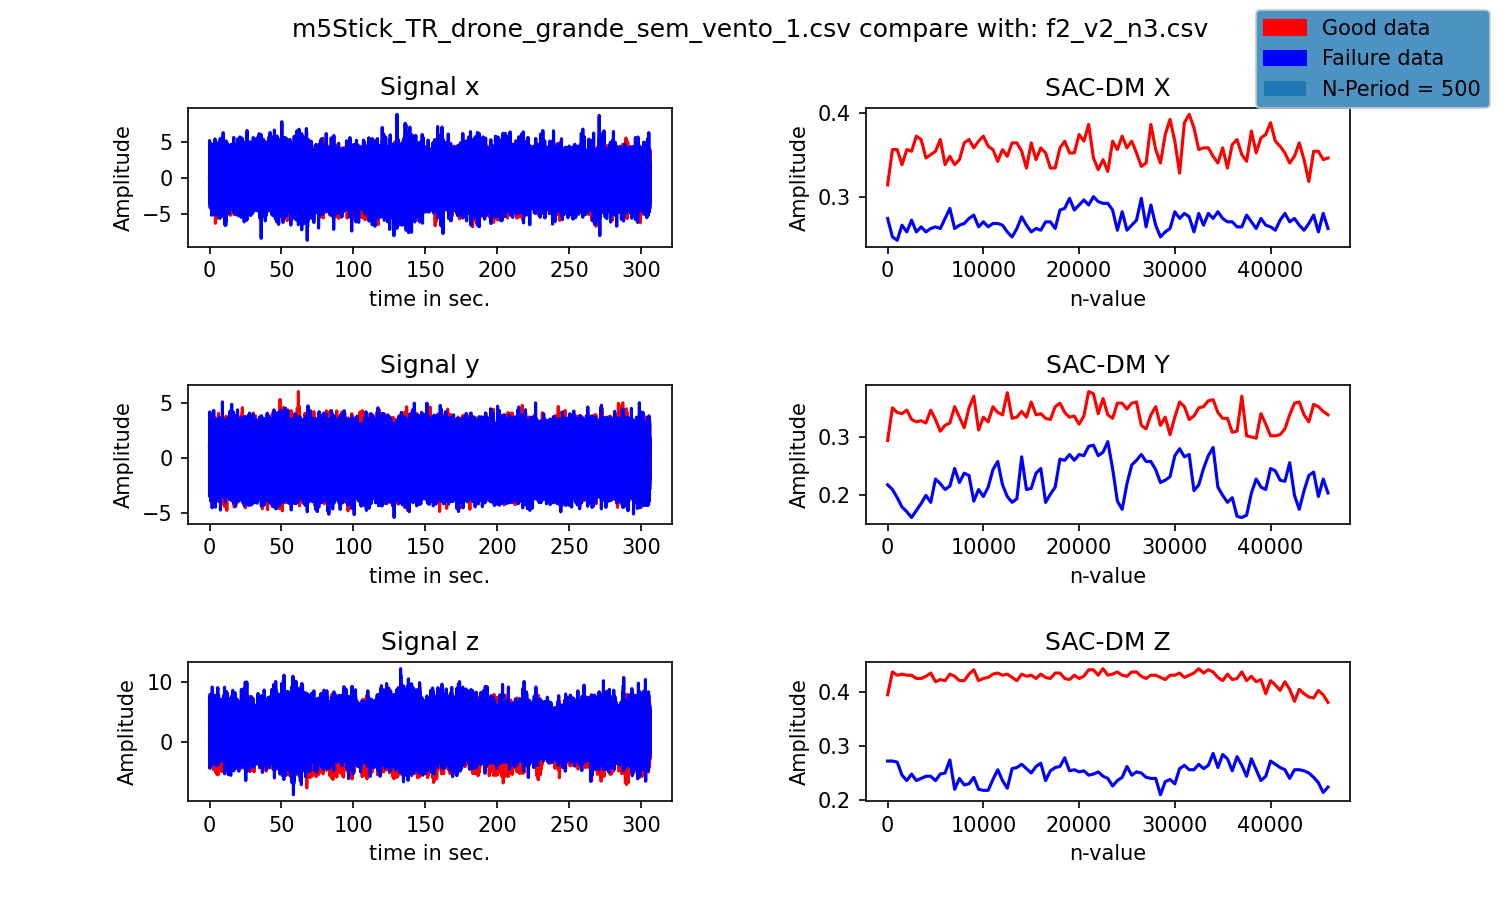 m5Stick_TR_drone_grande_sem_vento_1.csv compare with: f2_v2_n3.csv
Good data
Failure data
N-Period = 500
Signal x
Amplitude
5
0
−5
0 50 100 150 200 250 300
time in sec.
SAC-DM X
Amplitude
0.4
0.3
0 10000 20000 30000 40000
n-value
Signal y
Amplitude
5
0
−5
0 50 100 150 200 250 300
time in sec.
SAC-DM Y
Amplitude
0.3
0.2
0 10000 20000 30000 40000
n-value
Signal z
Amplitude
10
0
0 50 100 150 200 250 300
time in sec.
SAC-DM Z
Amplitude
0.4
0.3
0.2
0 10000 20000 30000 40000
n-value